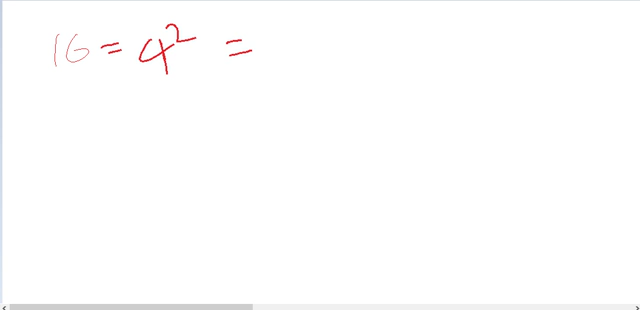 16 = 4² =